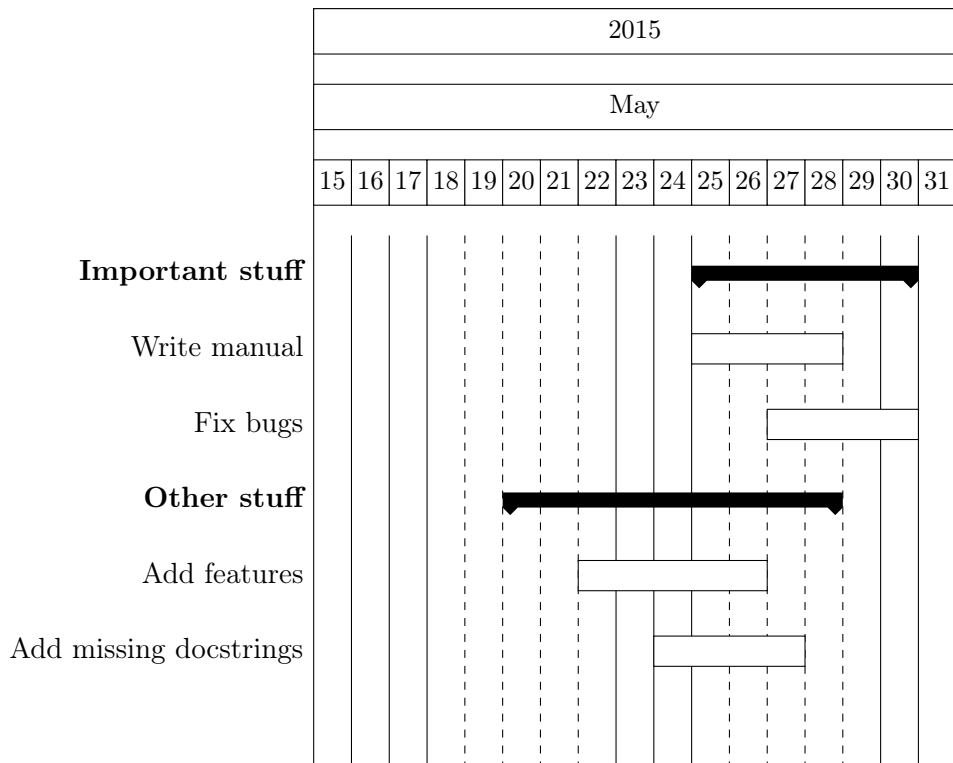 2015
May
15 16 17 18 19 20 21 22 23 24 25 26 27 28 29 30 31
Important stuff
Write manual
Fix bugs
Other stuff
Add features
Add missing docstrings